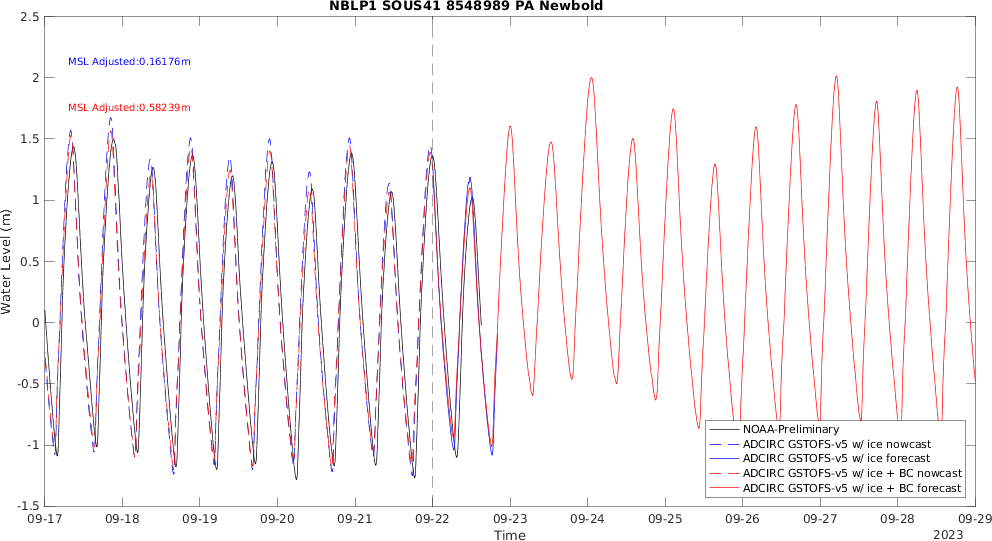 NBLP1 SOUS41 8548989 PA Newbold
2.5
MSL Adjusted:0.16176m
2
MSL Adjusted:0.58239m
1.5
1
0.5
0
-0.5
-1
-1.5
Water Level (m)
NOAA-Preliminary
ADCIRC GSTOFS-v5 w/ ice nowcast
ADCIRC GSTOFS-v5 w/ ice forecast
ADCIRC GSTOFS-v5 w/ ice + BC nowcast
ADCIRC GSTOFS-v5 w/ ice + BC forecast
09-17 09-18 09-19 09-20 09-21 09-22 09-23 09-24 09-25 09-26 09-27 09-28 09-29
Time
2023